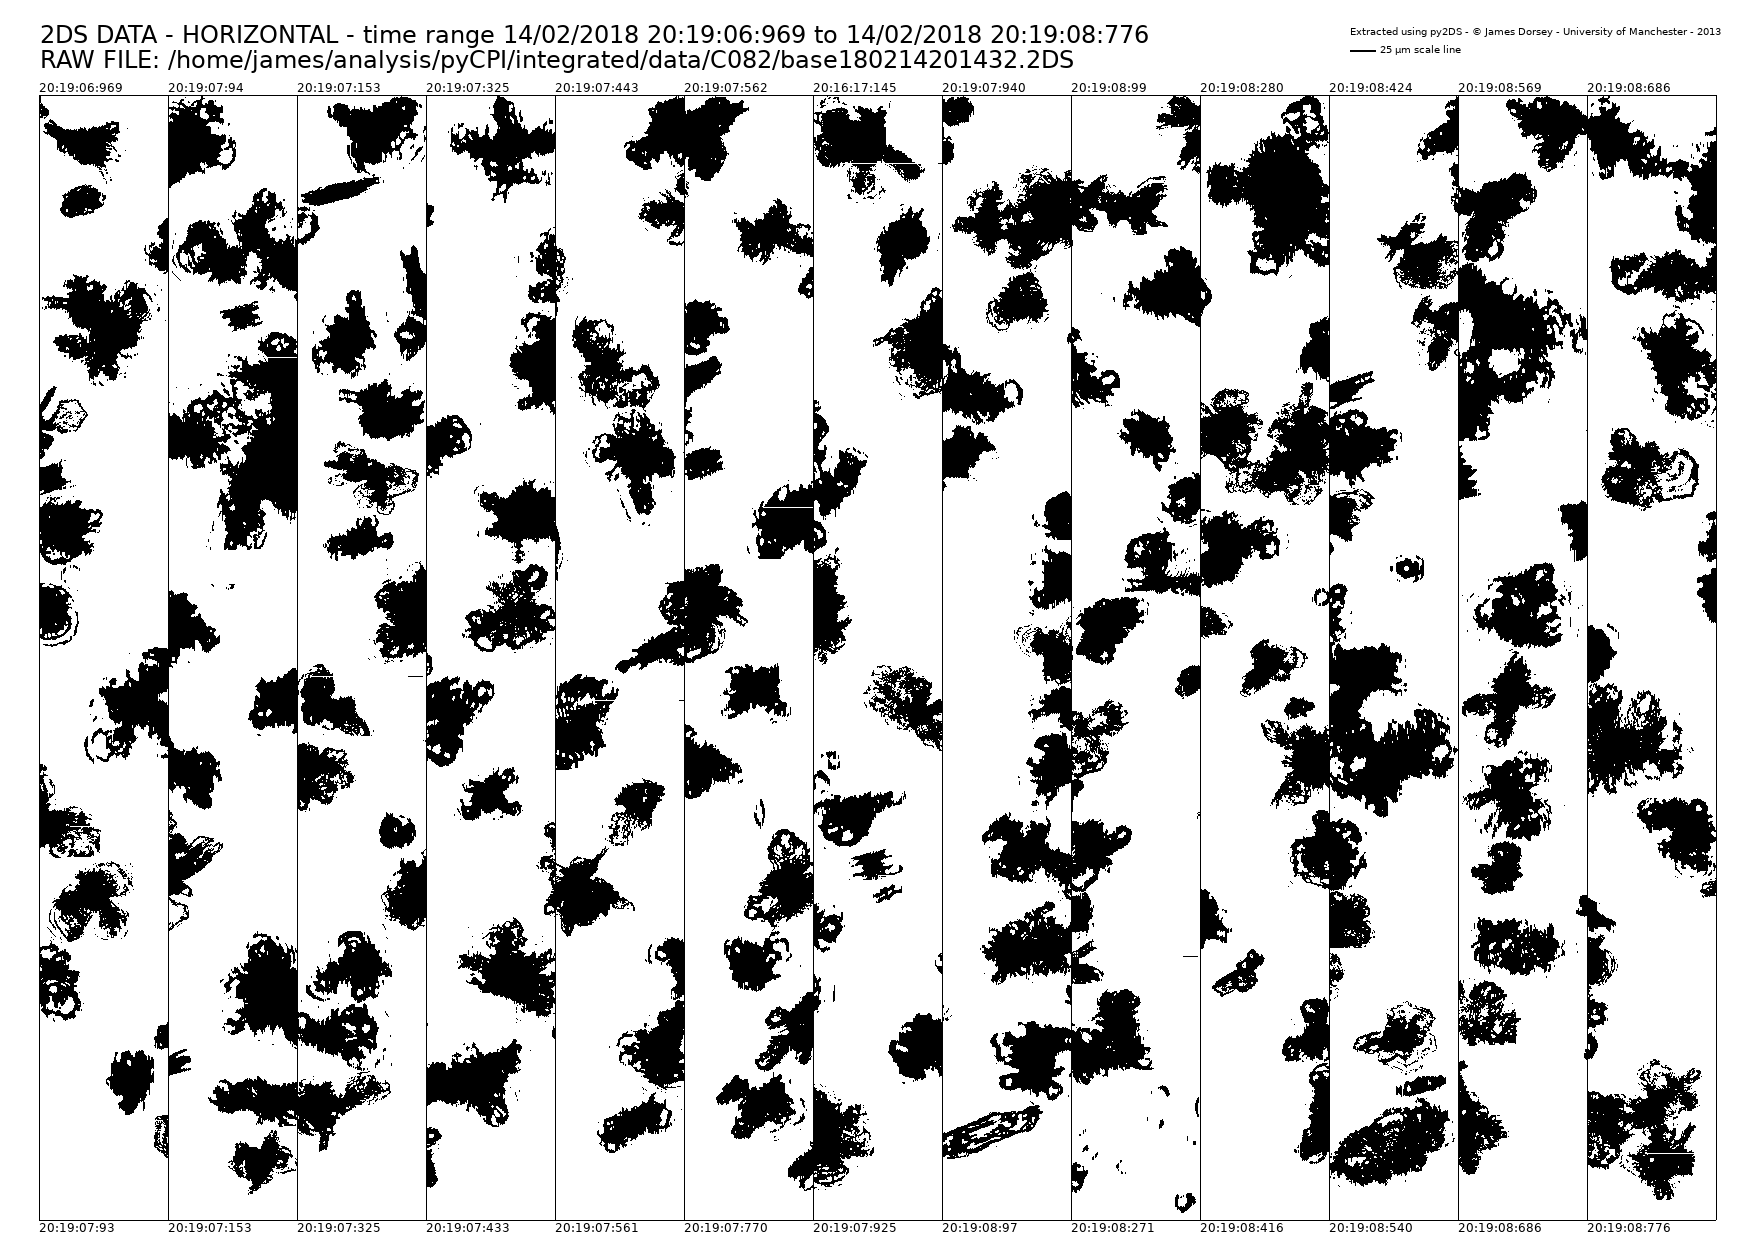 2DS DATA - HORIZONTAL - time range 14/02/2018 20:19:06:969 to 14/02/2018 20:19:08:776
RAW FILE: /home/james/analysis/pyCPI/integrated/data/C082/base180214201432.2DS
Extracted using py2DS - © James Dorsey - University of Manchester - 2013
25 µm scale line
20:19:06:969 20:19:07:94 20:19:07:153 20:19:07:325 20:19:07:443 20:19:07:562 20:16:17:145 20:19:07:940 20:19:08:99 20:19:08:280 20:19:08:424 20:19:08:569 20:19:08:686
20:19:07:93 20:19:07:153 20:19:07:325 20:19:07:433 20:19:07:561 20:19:07:770 20:19:07:925 20:19:08:97 20:19:08:271 20:19:08:416 20:19:08:540 20:19:08:686 20:19:08:776